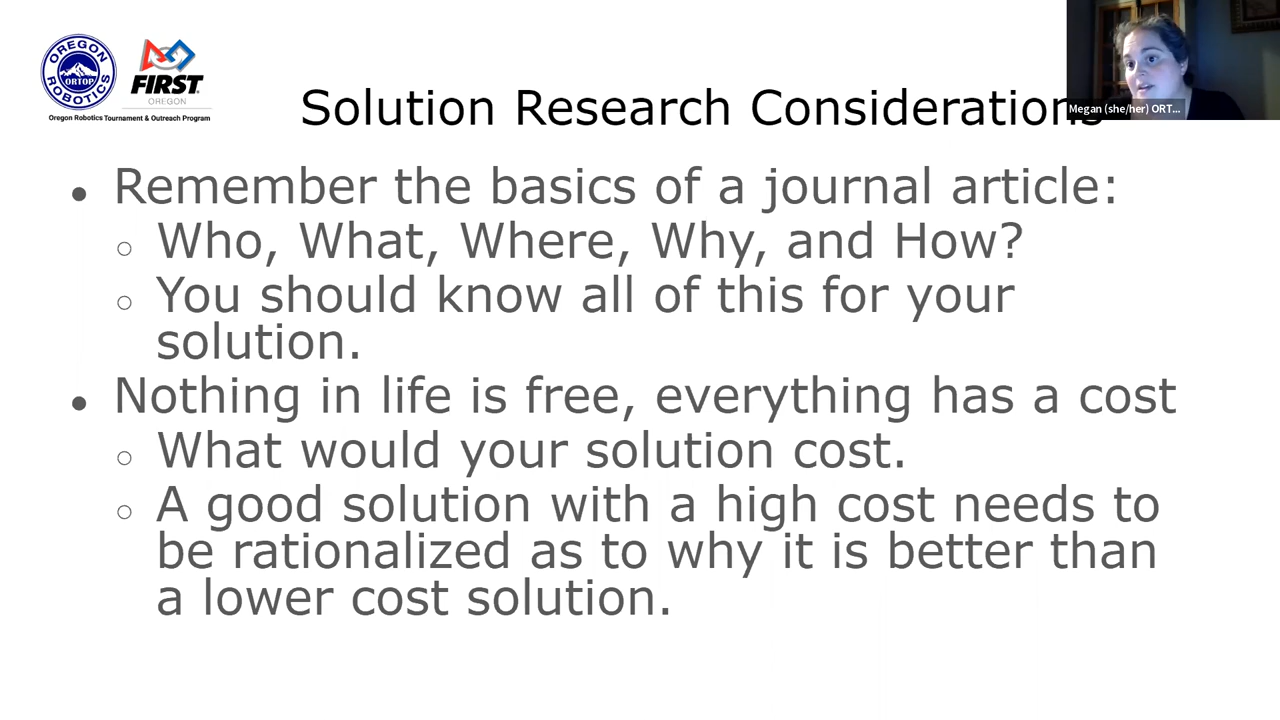 OREGON
ROBOTICS
ORTOP
FIRST
OREGON
Oregon Robotics Tournament & Outreach Program
Solution Research Considerations
Megan (she/her) ORT...
● Remember the basics of a journal article:
○ Who, What, Where, Why, and How?
○ You should know all of this for your
solution.
● Nothing in life is free, everything has a cost
○ What would your solution cost.
○ A good solution with a high cost needs to
be rationalized as to why it is better than
a lower cost solution.